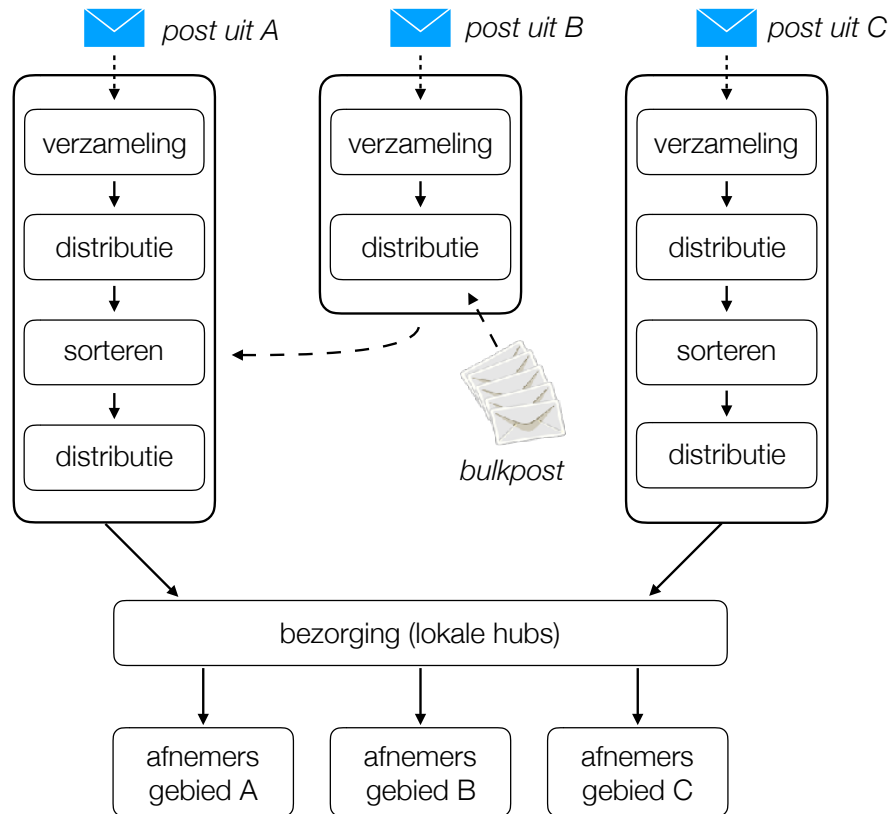 post uit A
post uit B
post uit C
verzameling
distributie
sorteren
distributie
verzameling
distributie
bulkpost
verzameling
distributie
sorteren
distributie
bezorging (lokale hubs)
afnemers
gebied A
afnemers
gebied B
afnemers
gebied C